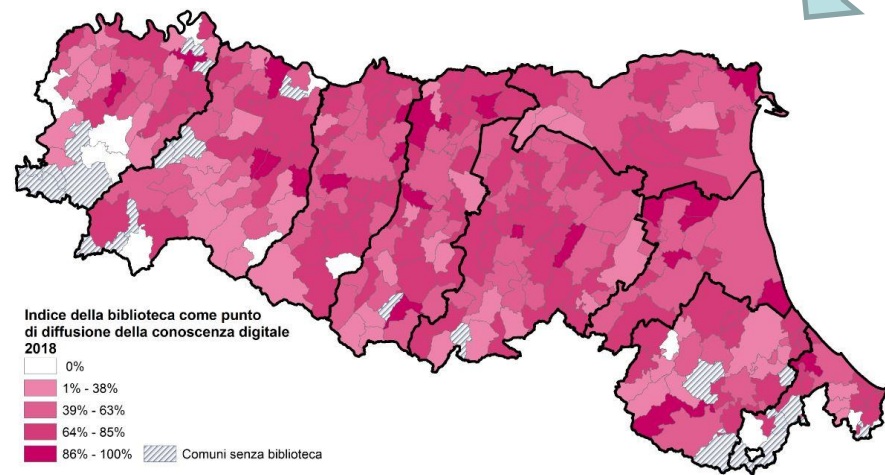 Indice della biblioteca come punto
di diffusione della conoscenza digitale
2018
0%
1% - 38%
39% - 63%
64% - 85%
86% - 100%
Comuni senza biblioteca